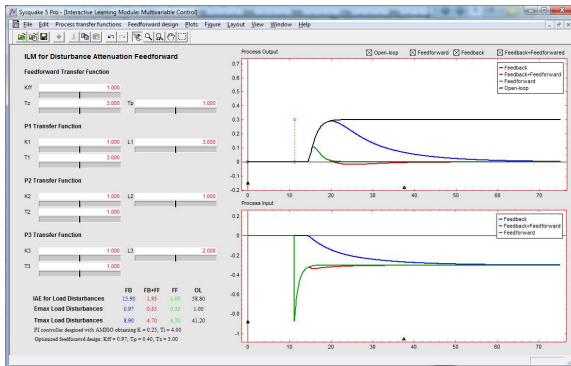 Sysquake 5 Pro - [Interactive Learning Module: Multivariable Control]
File Edit Process transfer functions Feedforward design Plots Figure Layout View Window Help
ILM for Disturbance Attenuation Feedforward
Feedforward Transfer Function
Kff 1.000
Tz 3.000 Tp 1.000
P1 Transfer Function
K1 1.000 L1 3.000
T1 3.000
P2 Transfer Function
K2 1.000 L2 1.000
T2 1.000
P3 Transfer Function
K3 1.000 L3 2.000
T3 1.000
FB FB+FF FF OL
IAE for Load Disturbances 15.90 1.93 38.80
Emax Load Disturbances 0.97 0.35 0.35 1.00
Tmax Load Disturbances 8.90 4.70 4.70 41.20
PI controller designed with AMIGO obtaining K = 0.25, Ti = 4.00
Optimized feedforward design: Kff = 0.97, Tp = 0.40, Tz = 3.00
Process Output Open-loop Feedforward Feedback Feedback+Feedforwared
0.7
0.6
0.5
0.4
0.3
0.2
0.1
0
-0.1
-0.2
Feedback
Feedback+Feedforward
Feedforward
Open-loop
0 10 20 30 40 50 60 70
Process Input
0.2
0
-0.2
-0.4
-0.6
-0.8
-1
Feedback
Feedback+Feedforward
Feedforward
0 10 20 30 40 50 60 70